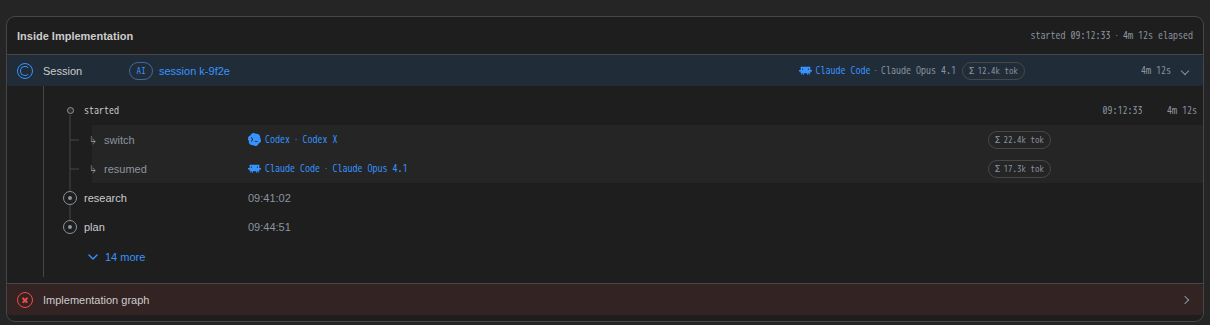 Inside Implementation started 09:12:33 · 4m 12s elapsed
Session AI session k-9f2e Claude Code · Claude Opus 4.1 Σ 12.4k tok 4m 12s
started 09:12:33 4m 12s
↳ switch Codex · Codex X Σ 22.4k tok
↳ resumed Claude Code · Claude Opus 4.1 Σ 17.3k tok
research 09:41:02
plan 09:44:51
14 more
Implementation graph